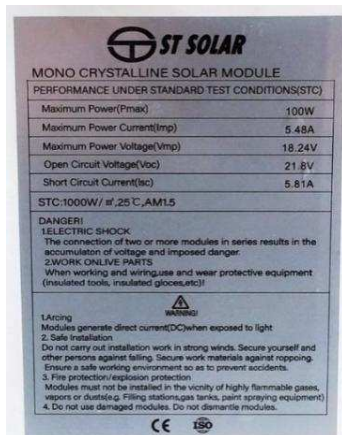 ST SOLAR
MONO CRYSTALLINE SOLAR MODULE
PERFORMANCE UNDER STANDARD TEST CONDITIONS(STC)
Maximum Power(Pmax) 100W
Maximum Power Current(Imp) 5.48A
Maximum Power Voltage(Vmp) 18.24V
Open Circuit Voltage(Voc) 21.8V
Short Circuit Current(Isc) 5.81A
STC:1000W/㎡,25℃,AM1.5
DANGER!
1.ELECTRIC SHOCK
The connection of two or more modules in series results in the
accumulaton of voltage and imposed danger.
2.WORK ONLIVE PARTS
When working and wiring,use and wear protective equipment
(insulated tools, insulated gloces,etc)!
WARNING!
1.Arcing
Modules generate direct current(DC)when exposed to light
2. Safe Installation
Do not carry out installation work in strong winds. Secure yourself and
other persons against falling. Secure work materials against ropping.
Ensure a safe working environment so as to prevent accidents.
3. Fire protection/explosion protection
Modules must not be installed in the vicnity of highly flammable gases,
vapors or dusts(e.g. Filling stations,gas tanks, paint spraying equipment)
4. Do not use damaged modules. Do not dismantle modules.
CE ISO